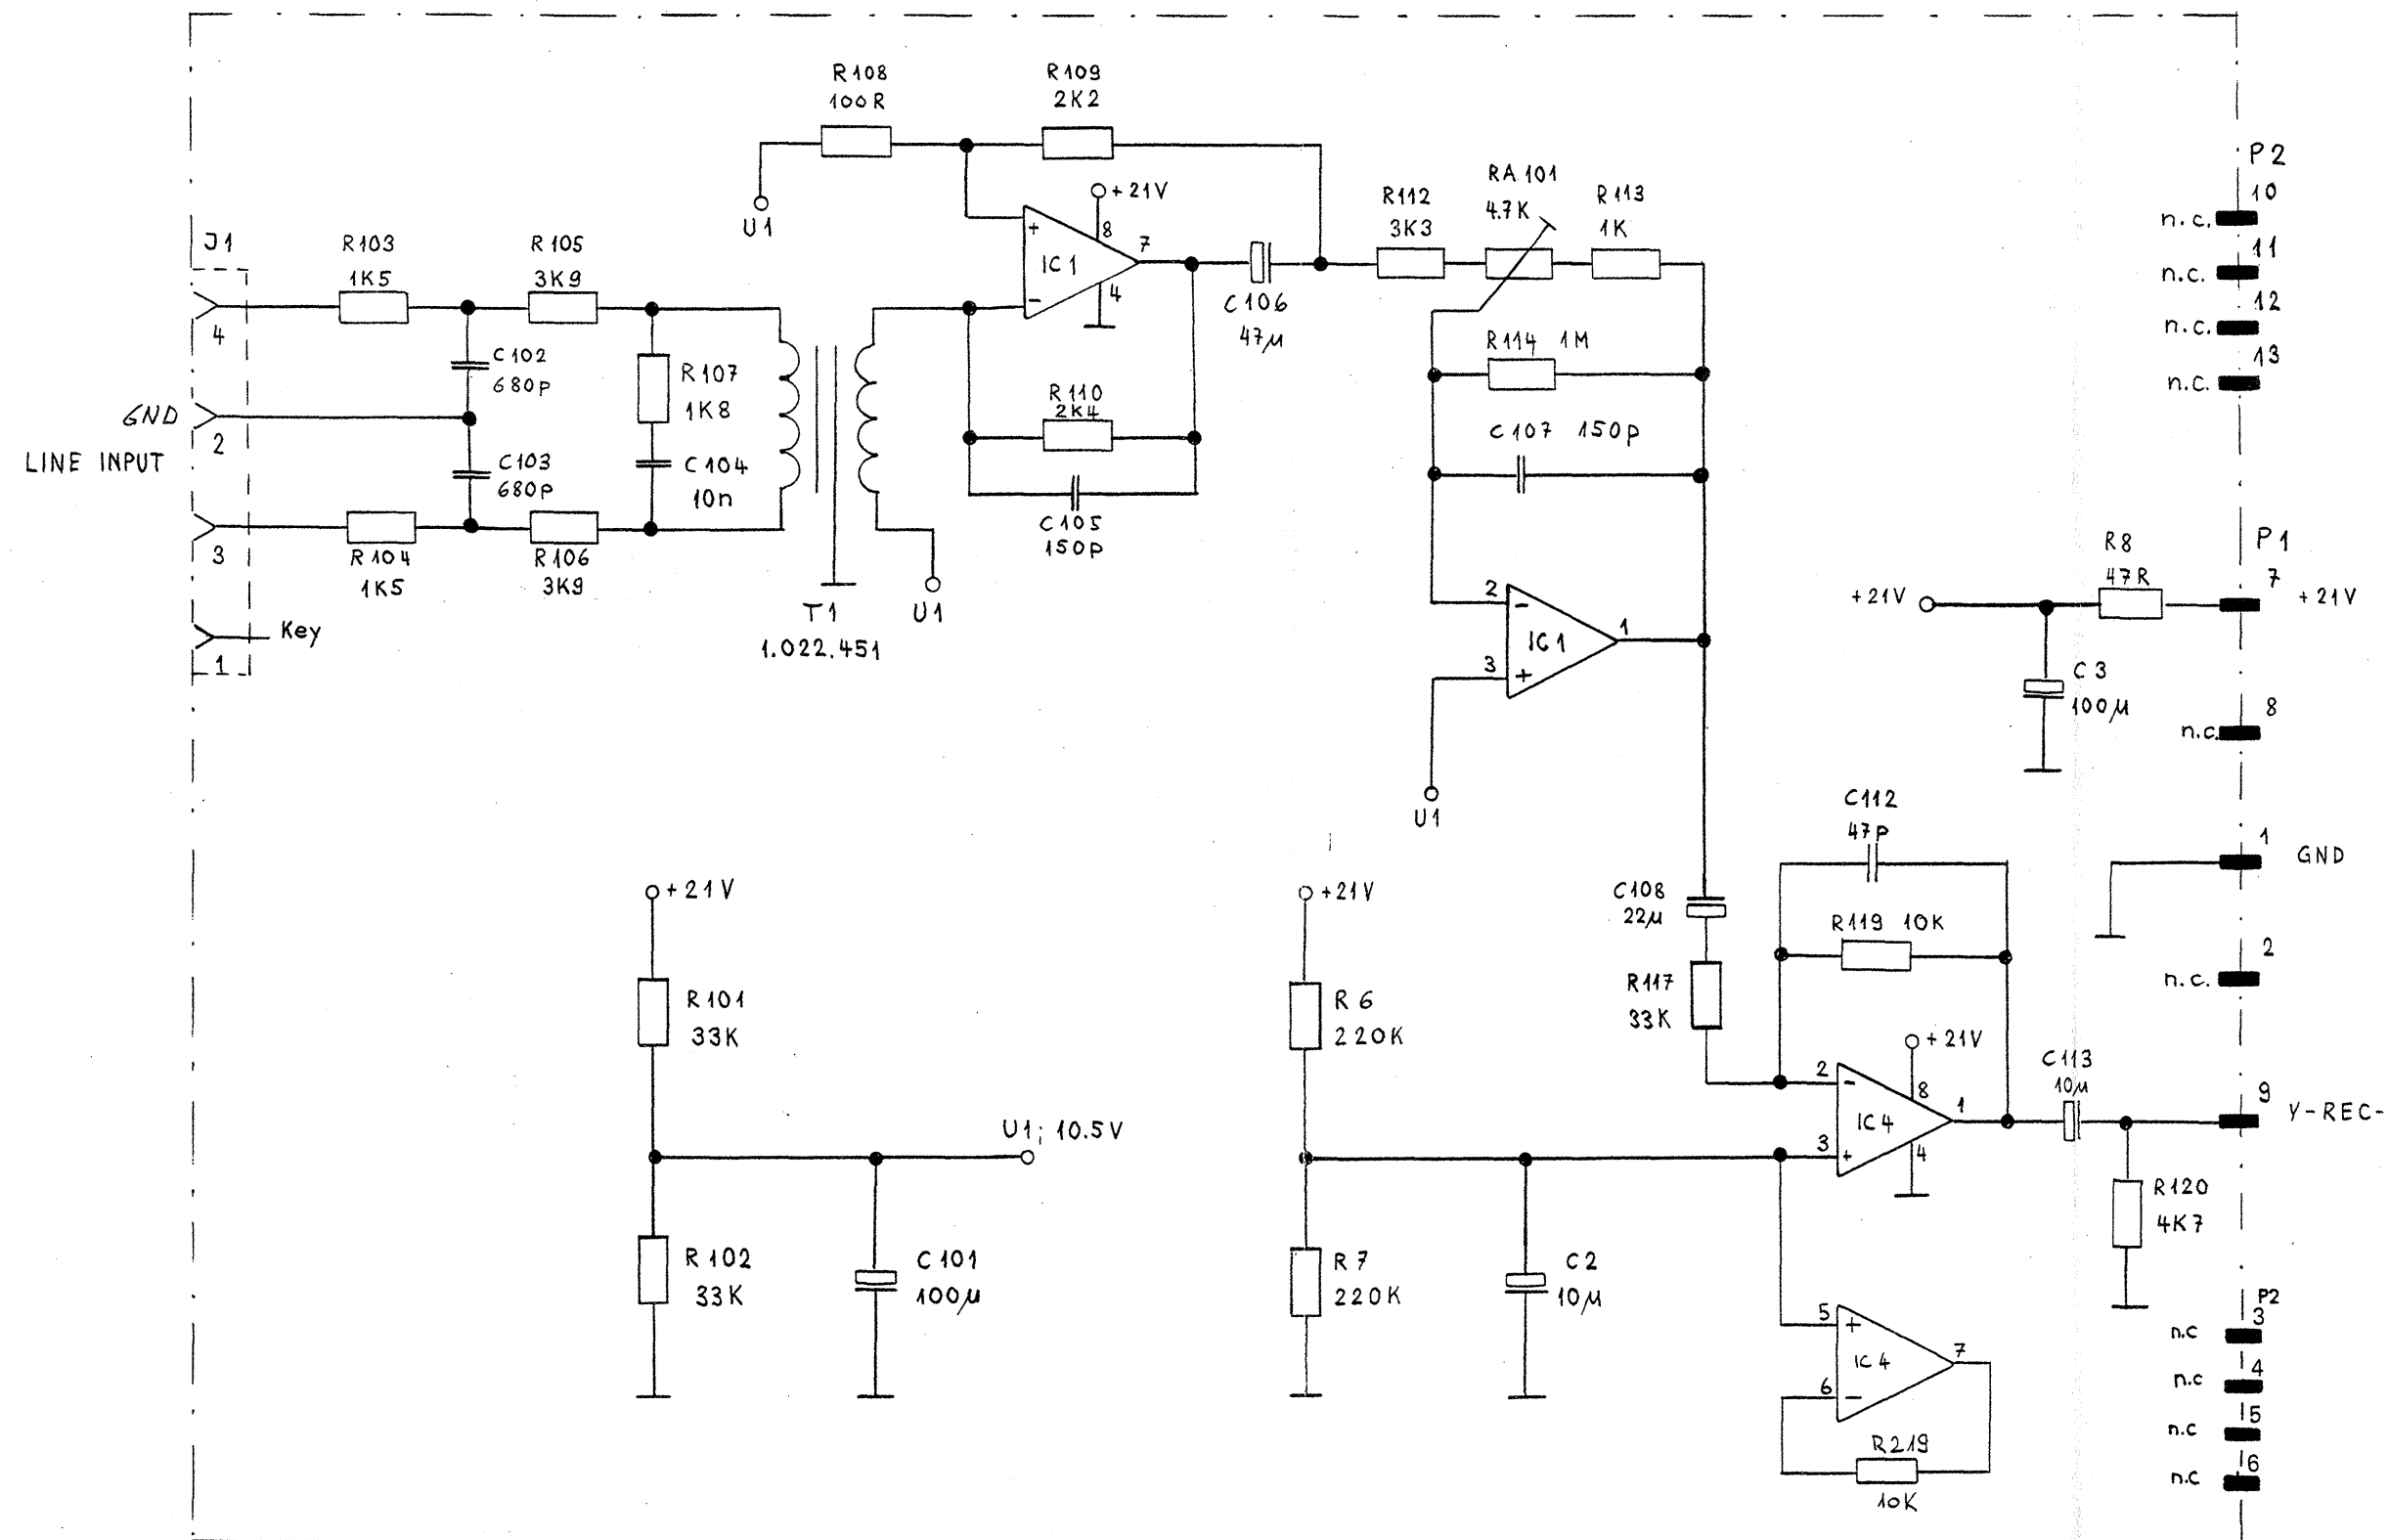 R108
100R
R109
2K2
P2
10
n.c.
11
n.c.
12
n.c.
13
n.c.
+21V
RA 101
4.7K
R112
3K3
R113
1K
U1
+
8
7
IC1
4
-
C106
47µ
J1
R103
1K5
R105
3K9
4
C102
680p
R107
1K8
GND
2
LINE INPUT
C103
680p
C104
10n
R110
2K4
C105
150p
R114 1M
C107 150p
3
R104
1K5
R106
3K9
Key
1
T1
1.022.451
U1
2
-
IC1
1
3
+
U1
P1
R8
47R
7
+21V
+21V
C3
100µ
8
n.c.
C112
47p
1
GND
+21V
+21V
C108
22µ
R119 10K
2
n.c.
R101
33K
R6
220K
R117
33K
+21V
C113
10µ
2
-
8
IC4
1
9
Y-REC-
3
+
4
U1; 10.5V
R120
4K7
R102
33K
C101
100µ
R7
220K
C2
10µ
P2
3
n.c
4
n.c
5
n.c
6
n.c
5
+
IC4
7
6
-
R219
10K